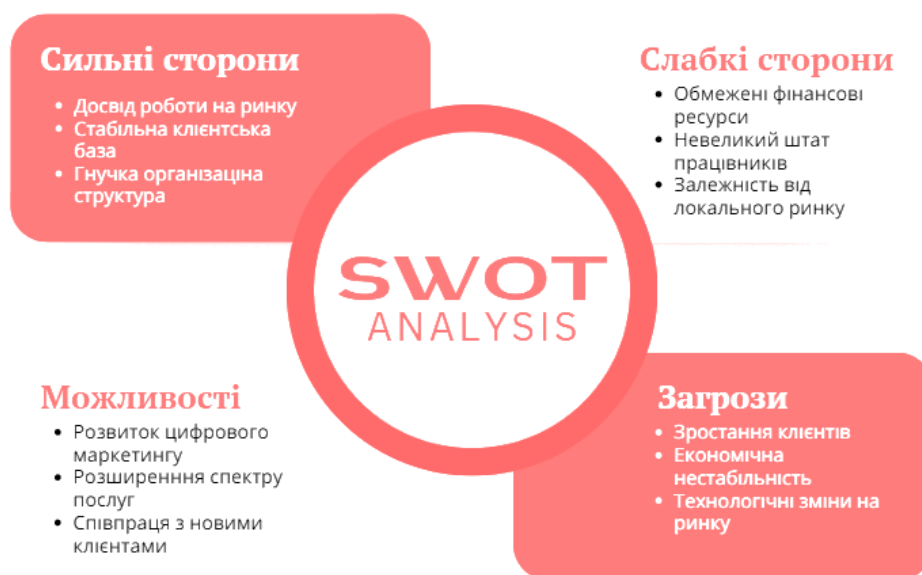 Сильні сторони
• Досвід роботи на ринку
• Стабільна клієнтська
база
• Гнучка організаціна
структура
Слабкі сторони
• Обмежені фінансові
ресурси
• Невеликий штат
працівників
• Залежність від
локального ринку
SWOT
ANALYSIS
Можливості
• Розвиток цифрового
маркетингу
• Розширенння спектру
послуг
• Співпраця з новими
клієнтами
Загрози
• Зростання клієнтів
• Економічна
нестабільність
• Технологічні зміни на
ринку